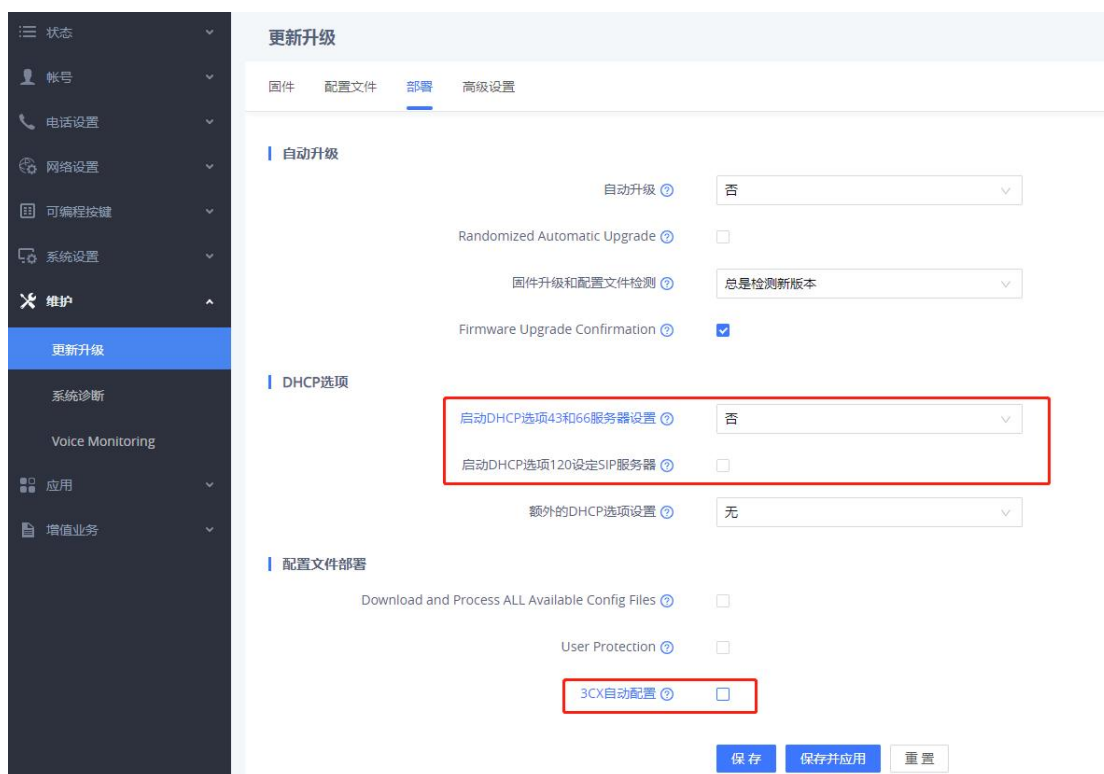 状态
帐号
电话设置
网络设置
可编程按键
系统设置
维护
更新升级
系统诊断
Voice Monitoring
应用
增值业务
更新升级
固件 配置文件 部署 高级设置
自动升级
自动升级 否
Randomized Automatic Upgrade
固件升级和配置文件检测 总是检测新版本
Firmware Upgrade Confirmation
DHCP选项
启动DHCP选项43和66服务器设置 否
启动DHCP选项120设定SIP服务器
额外的DHCP选项设置 无
配置文件部署
Download and Process ALL Available Config Files
User Protection
3CX自动配置
保存 保存并应用 重置